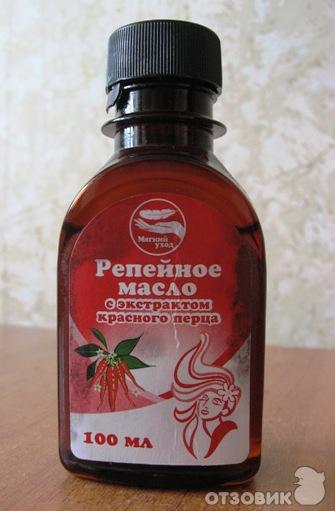 Мягкий
уход
Репейное
масло
с экстрактом
красного перца
100 мл
ОТЗОВИК